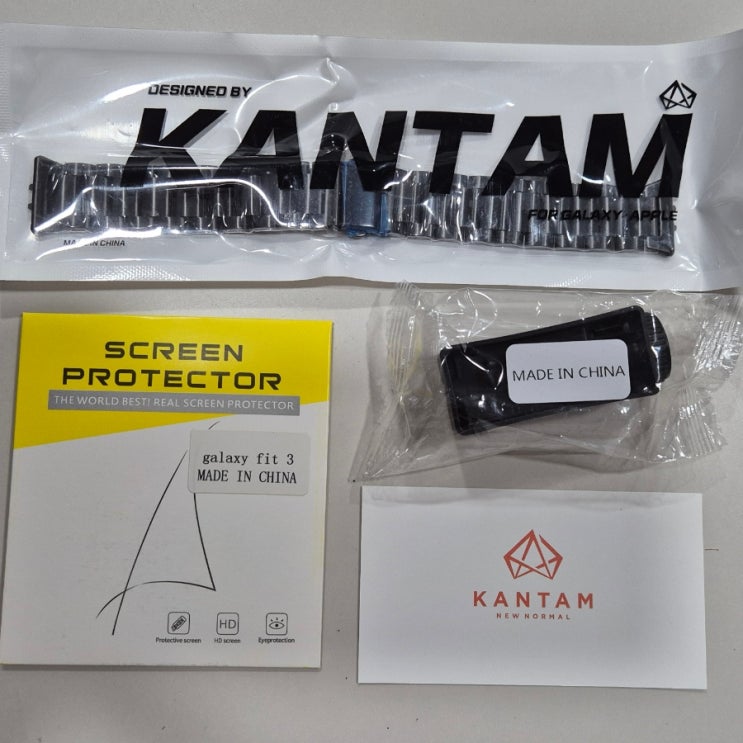 DESIGNED BY
KANTAM
FOR GALAXY·APPLE
MADE IN CHINA
SCREEN
PROTECTOR
THE WORLD BEST! REAL SCREEN PROTECTOR
galaxy fit 3
MADE IN CHINA
HD
Protective screen
HD screen
Eyeprotection
MADE IN CHINA
KANTAM
NEW NORMAL